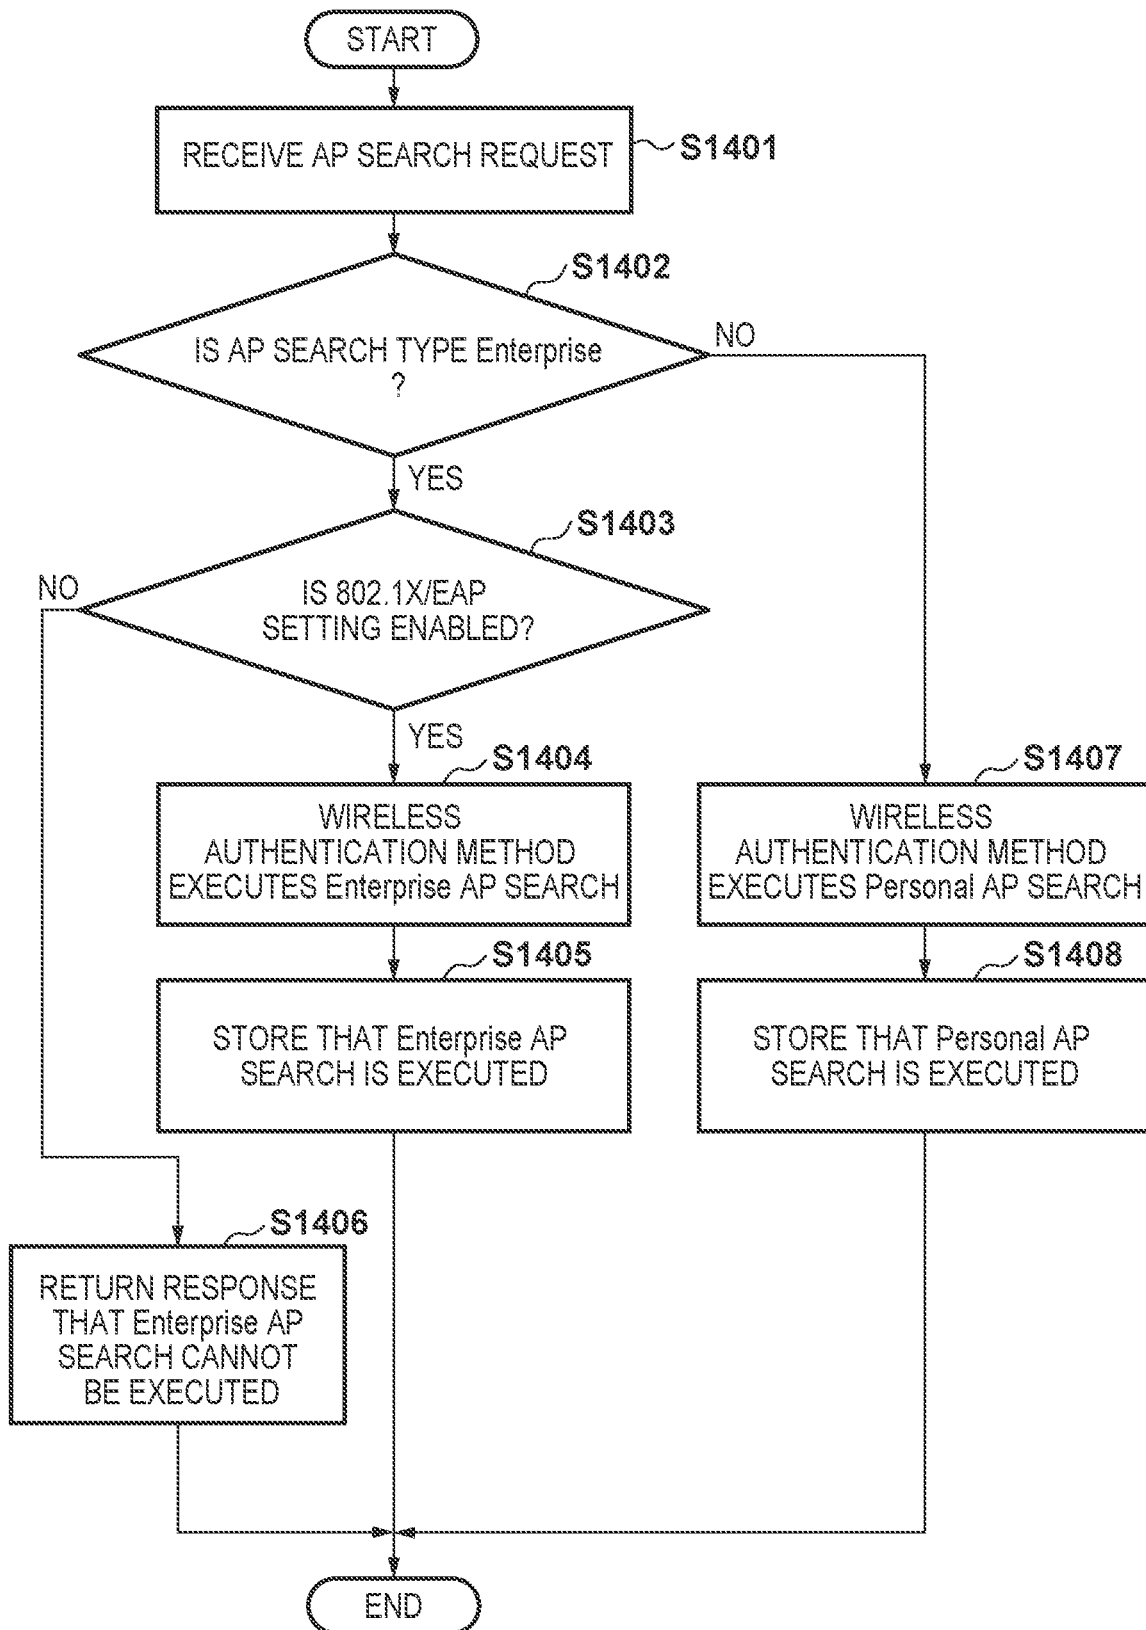 START
RECEIVE AP SEARCH REQUEST
S1401
S1402
IS AP SEARCH TYPE Enterprise
?
NO
YES
S1403
NO
IS 802.1X/EAP
SETTING ENABLED?
YES
S1404
WIRELESS
AUTHENTICATION METHOD
EXECUTES Enterprise AP SEARCH
S1407
WIRELESS
AUTHENTICATION METHOD
EXECUTES Personal AP SEARCH
S1405
STORE THAT Enterprise AP
SEARCH IS EXECUTED
S1408
STORE THAT Personal AP
SEARCH IS EXECUTED
S1406
RETURN RESPONSE
THAT Enterprise AP
SEARCH CANNOT
BE EXECUTED
END